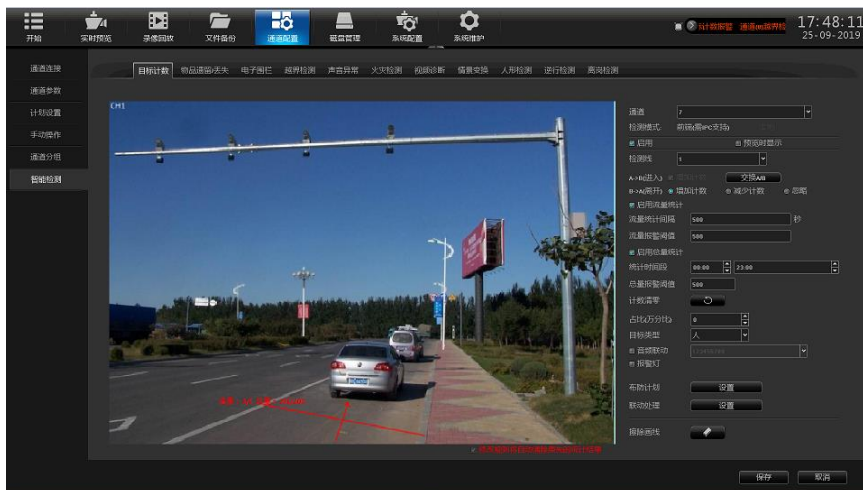 开始 实时预览 录像回放 文件备份 通道配置 磁盘管理 系统配置 系统维护
17:48:11
25-09-2019
通道连接
通道参数
计划设置
手动操作
通道分组
智能检测
目标计数 物品遗留/丢失 电子围栏 越界检测 声音异常 火灾检测 视频诊断 情景变换 人形检测 逆行检测 离岗检测
CH1
通道 7
检测模式: 前端(需IPC支持)
启用 预览时显示
检测线 1
A->B(进入) 交换A/B
B->A(离开) 增加计数 减少计数 忽略
启用流量统计
流量统计间隔 500 秒
流量报警阈值 500
启用总量统计
统计时间段 00:00 23:00
总量报警阈值 500
计数清零
占比(万分比) 0
目标类型 人
音频联动
报警灯
布防计划 设置
联动处理 设置
擦除画线
保存 取消